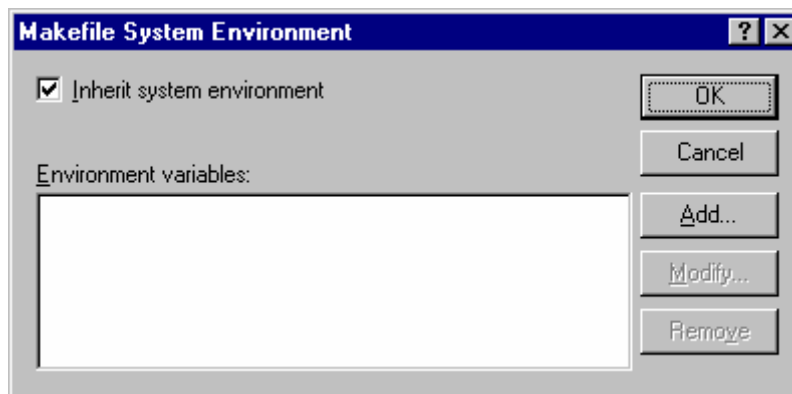 Makefile System Environment
Inherit system environment
OK
Cancel
Environment variables:
Add...
Modify...
Remove